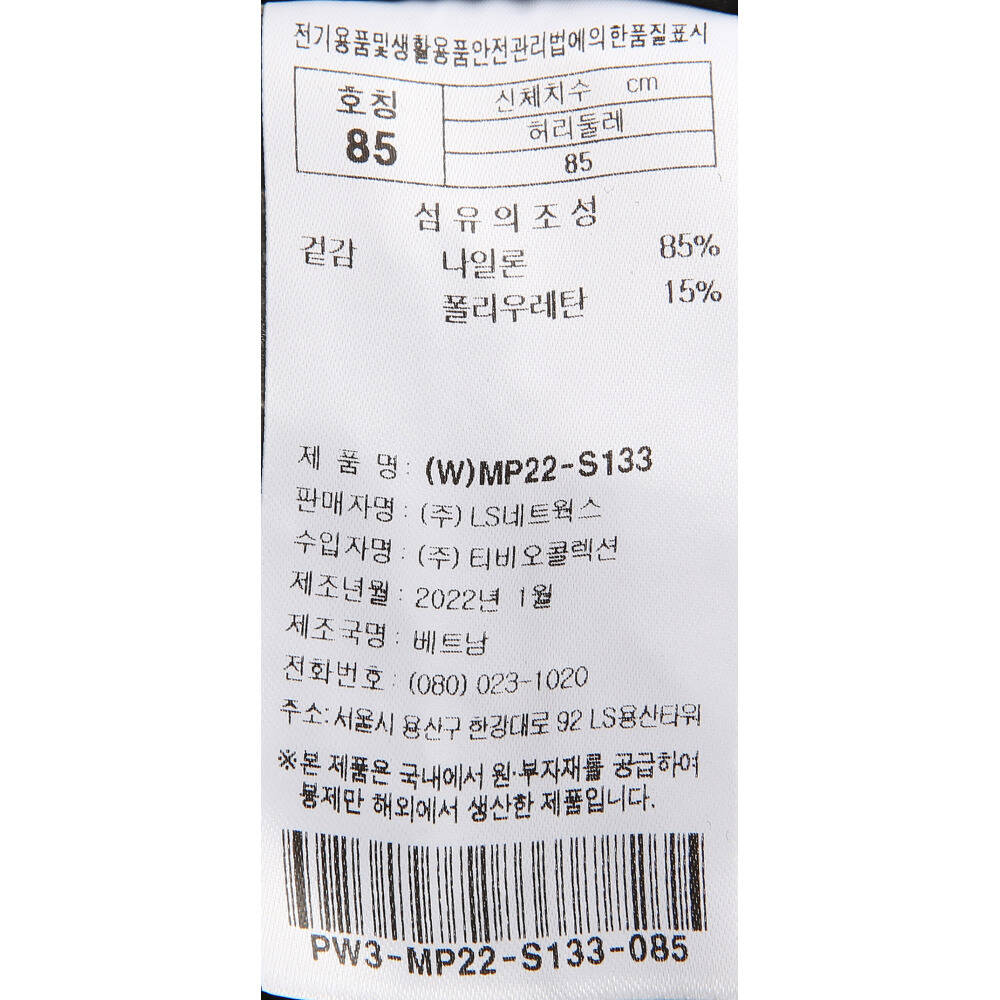 전기용품및생활용품안전관리법에의한품질표시
호칭 신체치수 cm
허리둘레
85 85
섬유의조성
겉감 나일론 85%
폴리우레탄 15%
제 품 명: (W)MP22-S133
판매자명: (주)LS네트웍스
수입자명: (주)티비오콜렉션
제조년월: 2022년 1월
제조국명: 베트남
전화번호: (080)023-1020
주소:서울시 용산구 한강대로 92 LS용산타워
※본 제품은 국내에서 원·부자재를 공급하여
봉제만 해외에서 생산한 제품입니다.
PW3-MP22-S133-085